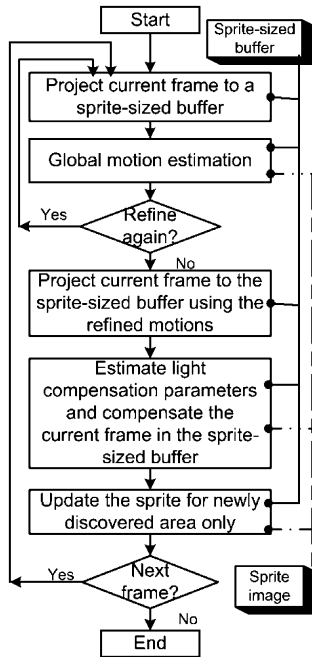 Start
Sprite-sized
buffer
Project current frame to a
sprite-sized buffer
Global motion estimation
Yes
Refine
again?
No
Project current frame to the
sprite-sized buffer using the
refined motions
Estimate light
compensation parameters
and compensate the
current frame in the sprite-
sized buffer
Update the sprite for newly
discovered area only
Yes
Next
frame?
Sprite
image
No
End